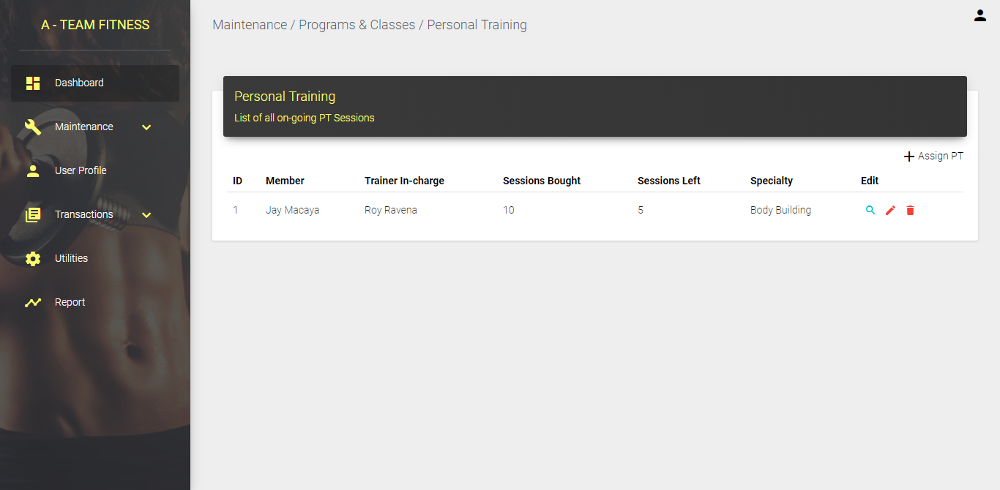 A - TEAM FITNESS
Dashboard
Maintenance
User Profile
Transactions
Utilities
Report
Maintenance / Programs & Classes / Personal Training
Personal Training
List of all on-going PT Sessions
Assign PT
ID Member Trainer In-charge Sessions Bought Sessions Left Specialty Edit
1 Jay Macaya Roy Ravena 10 5 Body Building